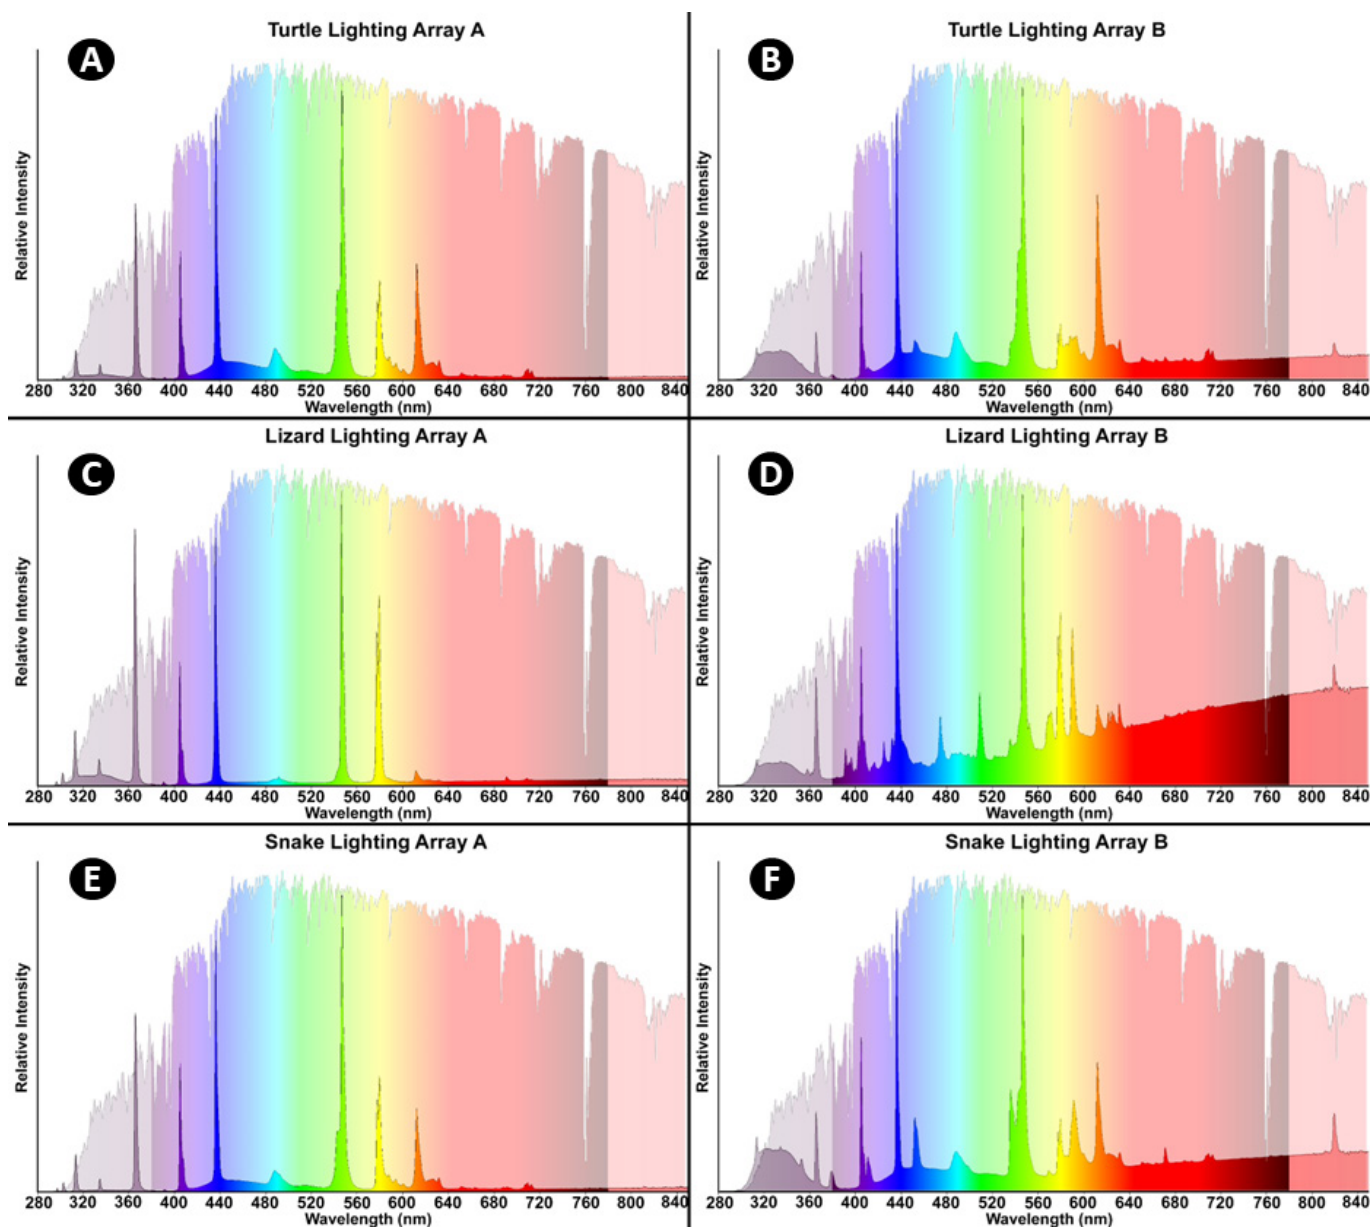 Turtle Lighting Array A
A
Relative Intensity
280 320 360 400 440 480 520 560 600 640 680 720 760 800 840
Wavelength (nm)
Turtle Lighting Array B
B
Relative Intensity
280 320 360 400 440 480 520 560 600 640 680 720 760 800 840
Wavelength (nm)
Lizard Lighting Array A
C
Relative Intensity
280 320 360 400 440 480 520 560 600 640 680 720 760 800 840
Wavelength (nm)
Lizard Lighting Array B
D
Relative Intensity
280 320 360 400 440 480 520 560 600 640 680 720 760 800 840
Wavelength (nm)
Snake Lighting Array A
E
Relative Intensity
280 320 360 400 440 480 520 560 600 640 680 720 760 800 840
Wavelength (nm)
Snake Lighting Array B
F
Relative Intensity
280 320 360 400 440 480 520 560 600 640 680 720 760 800 840
Wavelength (nm)